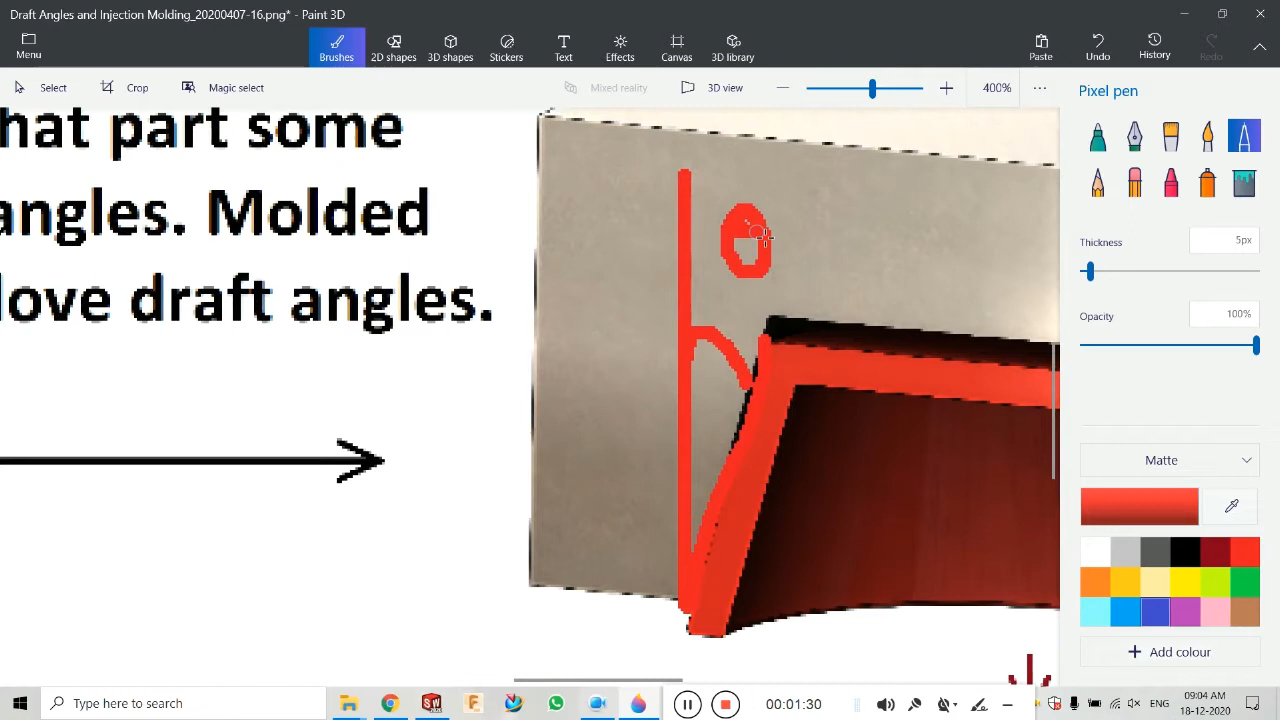 Draft Angles and Injection Molding_20200407-16.png* - Paint 3D
Menu
Brushes
2D shapes
3D shapes
Stickers
Text
Effects
Canvas
3D library
Paste
Undo
History
Redo
Select
Crop
Magic select
Mixed reality
3D view
400%
Pixel pen
hat part some
angles. Molded
love draft angles.
Thickness
5px
Opacity
100%
Matte
Add colour
Type here to search
00:01:30
ENG
09:04 AM
18-12-2020